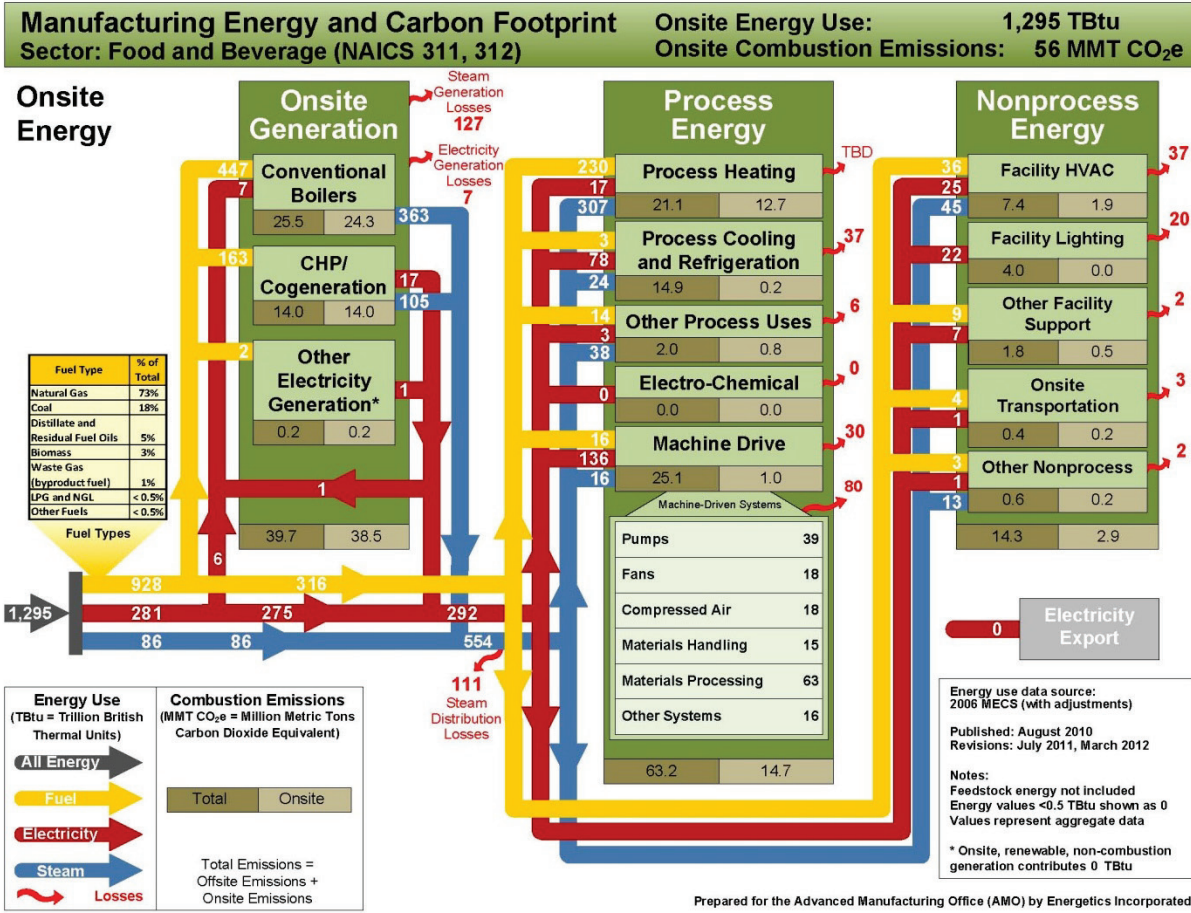 Manufacturing Energy and Carbon Footprint
Sector: Food and Beverage (NAICS 311, 312)
Onsite Energy Use: 1,295 TBtu
Onsite Combustion Emissions: 56 MMT CO₂e
Onsite
Energy
Onsite
Generation
Steam
Generation
Losses
127
Electricity
Generation
Losses
7
447
7
Conventional
Boilers
25.5 24.3
363
163
CHP/
Cogeneration
14.0 14.0
17
105
2
Other
Electricity
Generation*
0.2 0.2
1
1
39.7 38.5
6
Fuel Type % of Total
Natural Gas 73%
Coal 18%
Distillate and
Residual Fuel Oils 5%
Biomass 3%
Waste Gas
(byproduct fuel) 1%
LPG and NGL < 0.5%
Other Fuels < 0.5%
Fuel Types
1,295
928 316
281 275 292
86 86 554
111
Steam
Distribution
Losses
Process
Energy
TBD
230
17
307
Process Heating
21.1 12.7
37
3
78
24
Process Cooling
and Refrigeration
14.9 0.2
6
14
3
38
Other Process Uses
2.0 0.8
0
0
Electro-Chemical
0.0 0.0
30
16
136
16
Machine Drive
25.1 1.0
Machine-Driven Systems
80
Pumps 39
Fans 18
Compressed Air 18
Materials Handling 15
Materials Processing 63
Other Systems 16
63.2 14.7
Nonprocess
Energy
37
36
25
45
Facility HVAC
7.4 1.9
20
22
Facility Lighting
4.0 0.0
2
9
7
Other Facility
Support
1.8 0.5
3
4
1
Onsite
Transportation
0.4 0.2
2
3
1
13
Other Nonprocess
0.6 0.2
14.3 2.9
0
Electricity
Export
Energy Use
(TBtu = Trillion British
Thermal Units)
All Energy
Fuel
Electricity
Steam
Losses
Combustion Emissions
(MMT CO₂e = Million Metric Tons
Carbon Dioxide Equivalent)
Total Onsite
Total Emissions =
Offsite Emissions +
Onsite Emissions
Energy use data source:
2006 MECS (with adjustments)
Published: August 2010
Revisions: July 2011, March 2012
Notes:
Feedstock energy not included
Energy values <0.5 TBtu shown as 0
Values represent aggregate data
* Onsite, renewable, non-combustion
generation contributes 0 TBtu
Prepared for the Advanced Manufacturing Office (AMO) by Energetics Incorporated